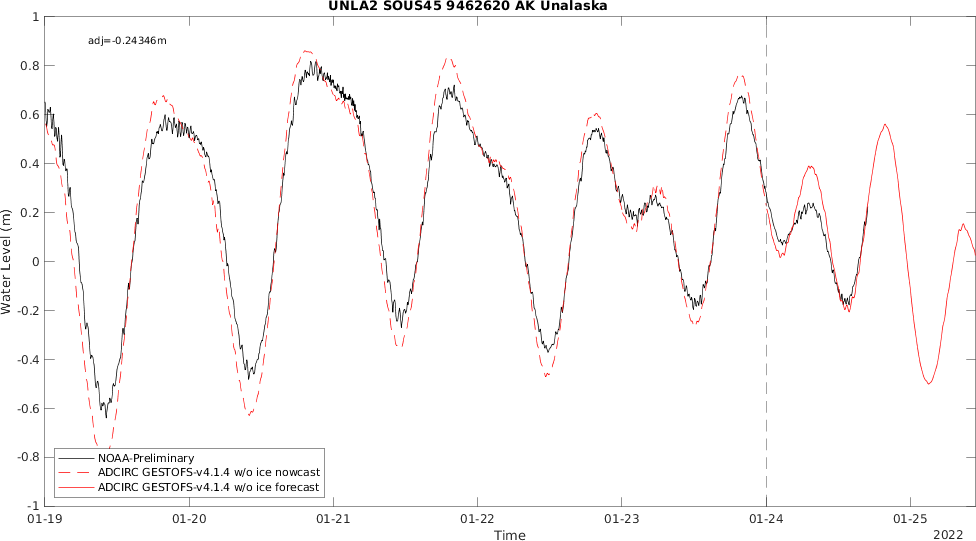 UNLA2 SOUS45 9462620 AK Unalaska
adj=-0.24346m
Water Level (m)
1
0.8
0.6
0.4
0.2
0
-0.2
-0.4
-0.6
-0.8
-1
NOAA-Preliminary
ADCIRC GESTOFS-v4.1.4 w/o ice nowcast
ADCIRC GESTOFS-v4.1.4 w/o ice forecast
01-19 01-20 01-21 01-22 01-23 01-24 01-25
Time
2022